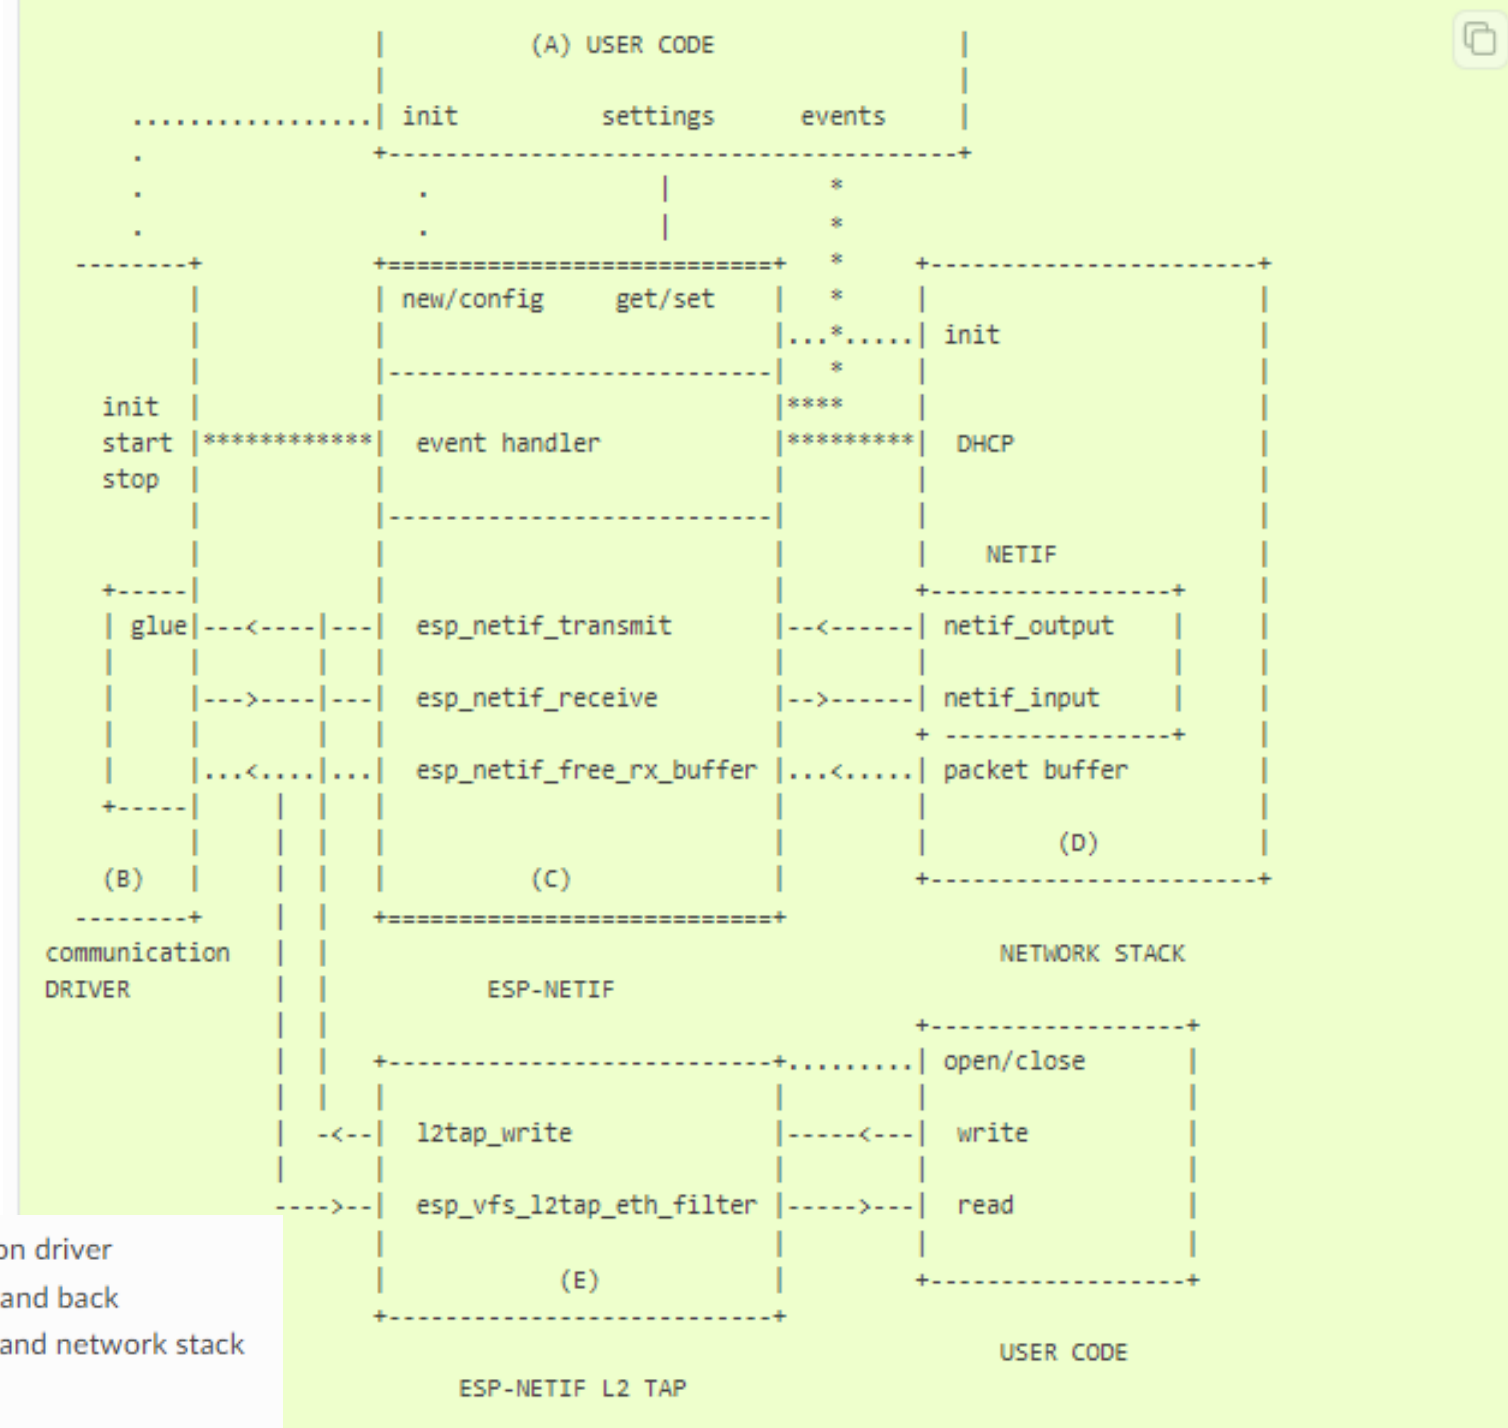 (A) USER CODE
init settings events
new/config get/set
init
init
start event handler DHCP
stop
NETIF
glue esp_netif_transmit netif_output
esp_netif_receive netif_input
esp_netif_free_rx_buffer packet buffer
(D)
(B) (C)
communication NETWORK STACK
DRIVER ESP-NETIF
open/close
l2tap_write write
esp_vfs_l2tap_eth_filter read
on driver
(E)
and back
and network stack
USER CODE
ESP-NETIF L2 TAP